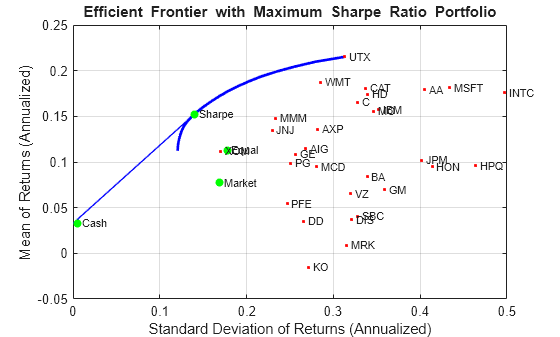 Efficient Frontier with Maximum Sharpe Ratio Portfolio
Mean of Returns (Annualized)
0.25
0.2
0.15
0.1
0.05
0
-0.05
UTX
WMT
CAT
HD
AA
MSFT
INTC
C
IBM
MO
Sharpe
MMM
JNJ
AXP
XOM
Equal
AIG
GE
PG
MCD
JPM
HON
HPQ
BA
Market
GM
VZ
PFE
SBC
DIS
DD
Cash
MRK
KO
0
0.1
0.2
0.3
0.4
0.5
Standard Deviation of Returns (Annualized)